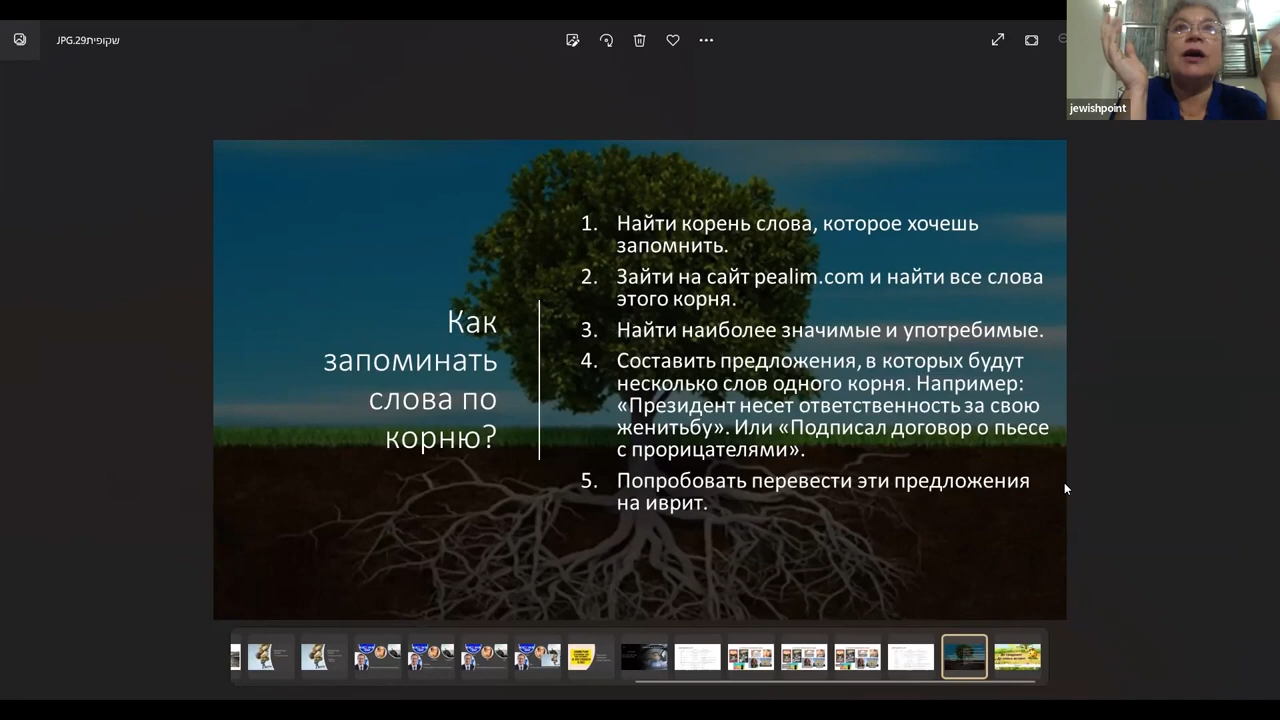 שקופית29.JPG
jewishpoint
Как
запоминать
слова по
корню?
1. Найти корень слова, которое хочешь
запомнить.
2. Зайти на сайт pealim.com и найти все слова
этого корня.
3. Найти наиболее значимые и употребимые.
4. Составить предложения, в которых будут
несколько слов одного корня. Например:
«Президент несет ответственность за свою
женитьбу». Или «Подписал договор о пьесе
с прорицателями».
5. Попробовать перевести эти предложения
на иврит.